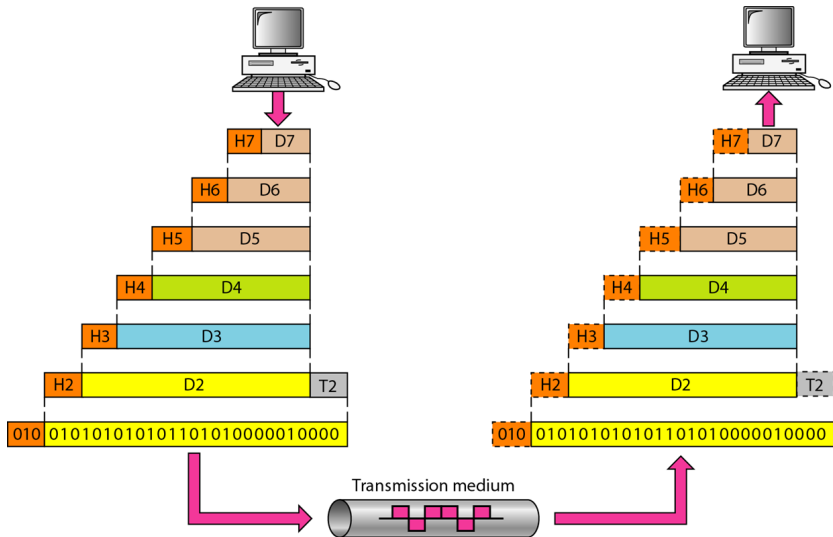 H7 D7 H7 D7
H6 D6 H6 D6
H5 D5 H5 D5
H4 D4 H4 D4
H3 D3 H3 D3
H2 D2 T2 H2 D2 T2
010 010101010101101010000010000 010 010101010101101010000010000
Transmission medium